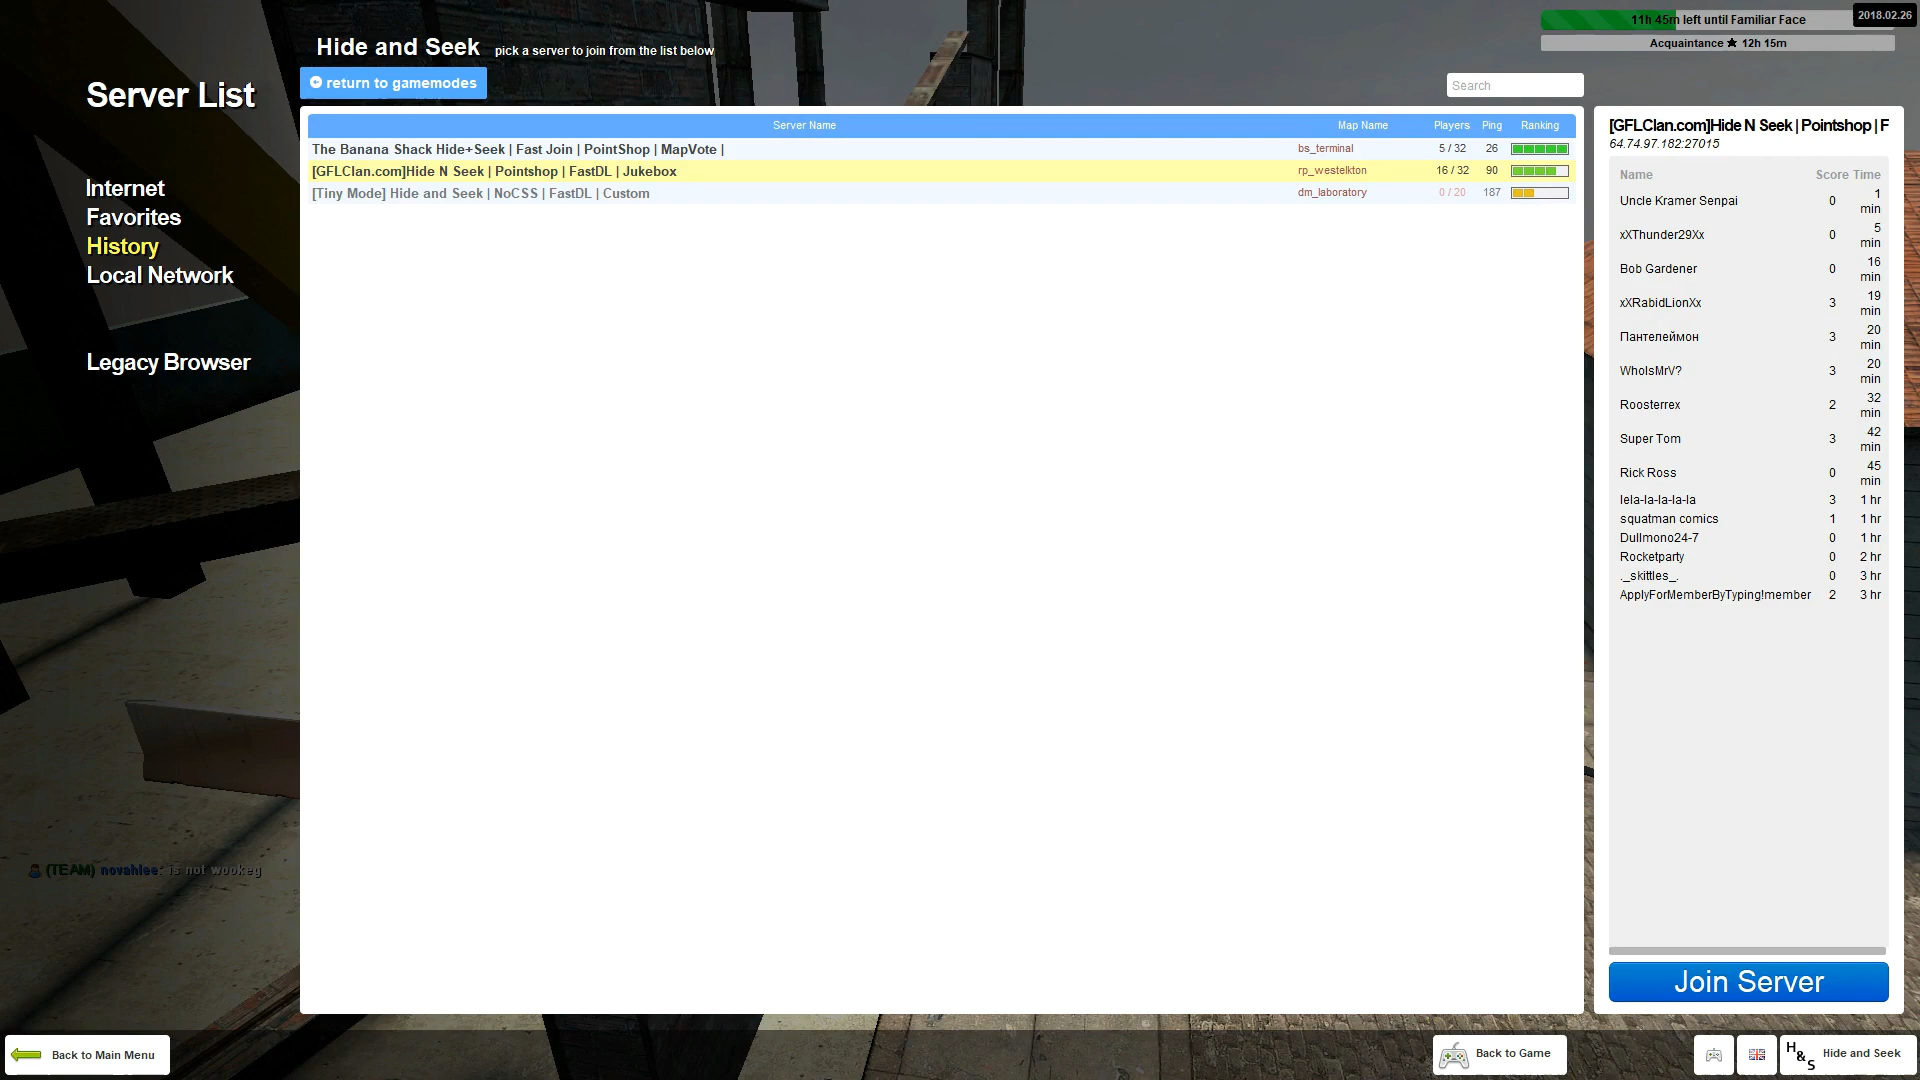 11h 45m left until Familiar Face
2018.02.26
Acquaintance ★ 12h 15m
Hide and Seek pick a server to join from the list below
return to gamemodes
Search
Server List
Internet
Favorites
History
Local Network
Legacy Browser
Server Name Map Name Players Ping Ranking
The Banana Shack Hide+Seek | Fast Join | PointShop | MapVote | bs_terminal 5 / 32 26
[GFLClan.com]Hide N Seek | Pointshop | FastDL | Jukebox rp_westelkton 16 / 32 90
[Tiny Mode] Hide and Seek | NoCSS | FastDL | Custom dm_laboratory 0 / 20 187
[GFLClan.com]Hide N Seek | Pointshop | F
64.74.97.182:27015
Name Score Time
Uncle Kramer Senpai 0 1 min
xXThunder29Xx 0 5 min
Bob Gardener 0 16 min
xXRabidLionXx 3 19 min
Пантелеймон 3 20 min
WhoIsMrV? 3 20 min
Roosterrex 2 32 min
Super Tom 3 42 min
Rick Ross 0 45 min
lela-la-la-la-la 3 1 hr
squatman comics 1 1 hr
Dullmono24-7 0 1 hr
Rocketparty 0 2 hr
._skittles_. 0 3 hr
ApplyForMemberByTyping!member 2 3 hr
Join Server
(TEAM) novahlee: is not wookeg
Back to Main Menu
Back to Game
H&S Hide and Seek